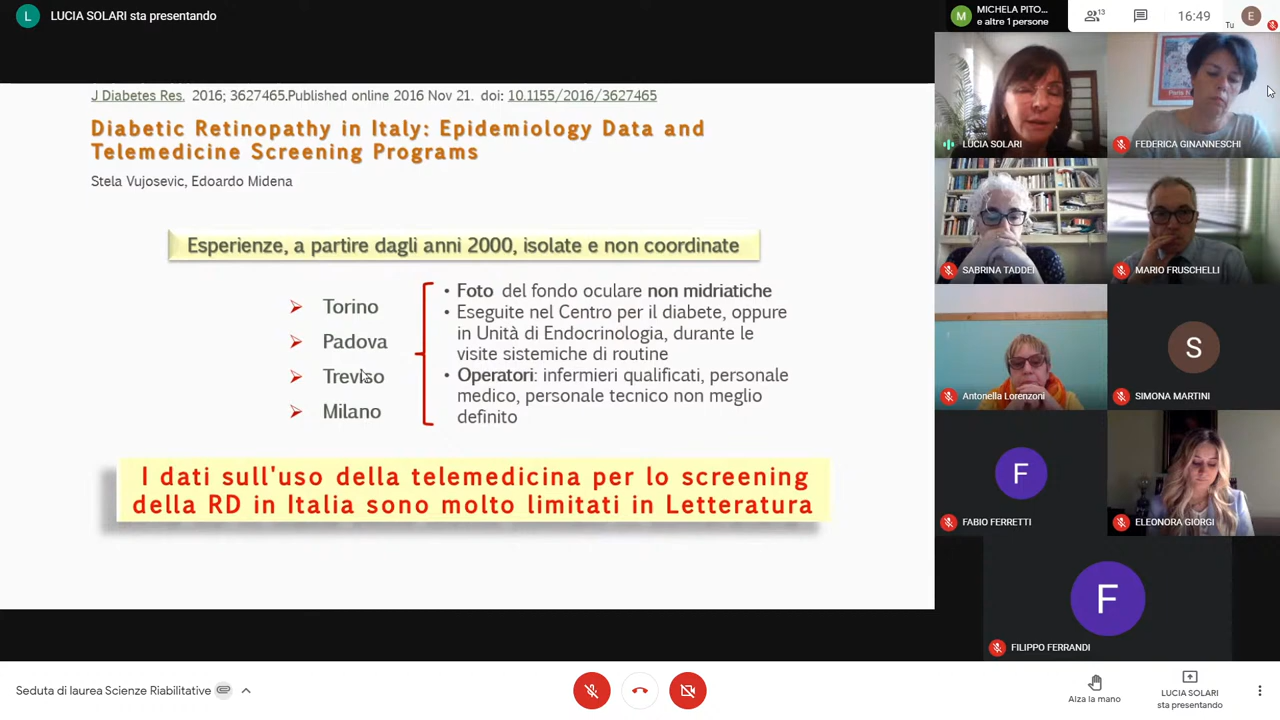 L LUCIA SOLARI sta presentando
M MICHELA PITO...
e altre 1 persone
13
16:49
Tu
E
J Diabetes Res. 2016; 3627465.Published online 2016 Nov 21. doi: 10.1155/2016/3627465
Diabetic Retinopathy in Italy: Epidemiology Data and
Telemedicine Screening Programs
Stela Vujosevic, Edoardo Midena
Esperienze, a partire dagli anni 2000, isolate e non coordinate
Torino
Padova
Treviso
Milano
• Foto del fondo oculare non midriatiche
• Eseguite nel Centro per il diabete, oppure
in Unità di Endocrinologia, durante le
visite sistemiche di routine
• Operatori: infermieri qualificati, personale
medico, personale tecnico non meglio
definito
I dati sull'uso della telemedicina per lo screening
della RD in Italia sono molto limitati in Letteratura
LUCIA SOLARI
FEDERICA GINANNESCHI
SABRINA TADDEI
MARIO FRUSCHELLI
Antonella Lorenzoni
S
SIMONA MARTINI
F
FABIO FERRETTI
ELEONORA GIORGI
F
FILIPPO FERRANDI
Seduta di laurea Scienze Riabilitative
Alza la mano
LUCIA SOLARI
sta presentando